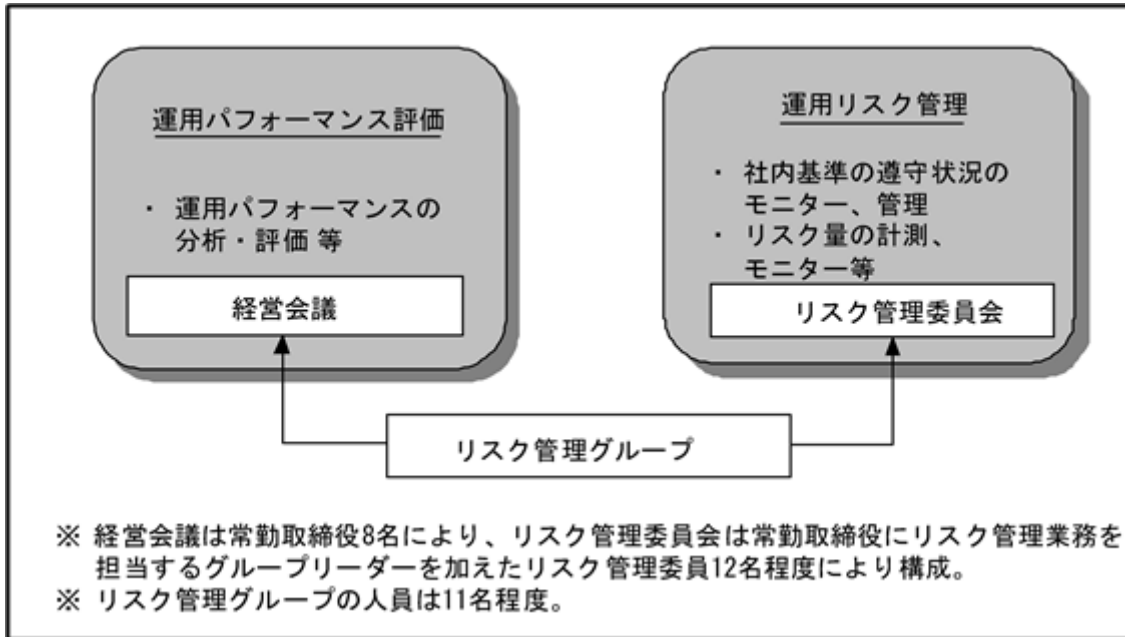 運用パフォーマンス評価
・ 運用パフォーマンスの
分析・評価 等
経営会議
運用リスク管理
・ 社内基準の遵守状況の
モニター、管理
・ リスク量の計測、
モニター等
リスク管理委員会
リスク管理グループ
※ 経営会議は常勤取締役8名により、リスク管理委員会は常勤取締役にリスク管理業務を
担当するグループリーダーを加えたリスク管理委員12名程度により構成。
※ リスク管理グループの人員は11名程度。